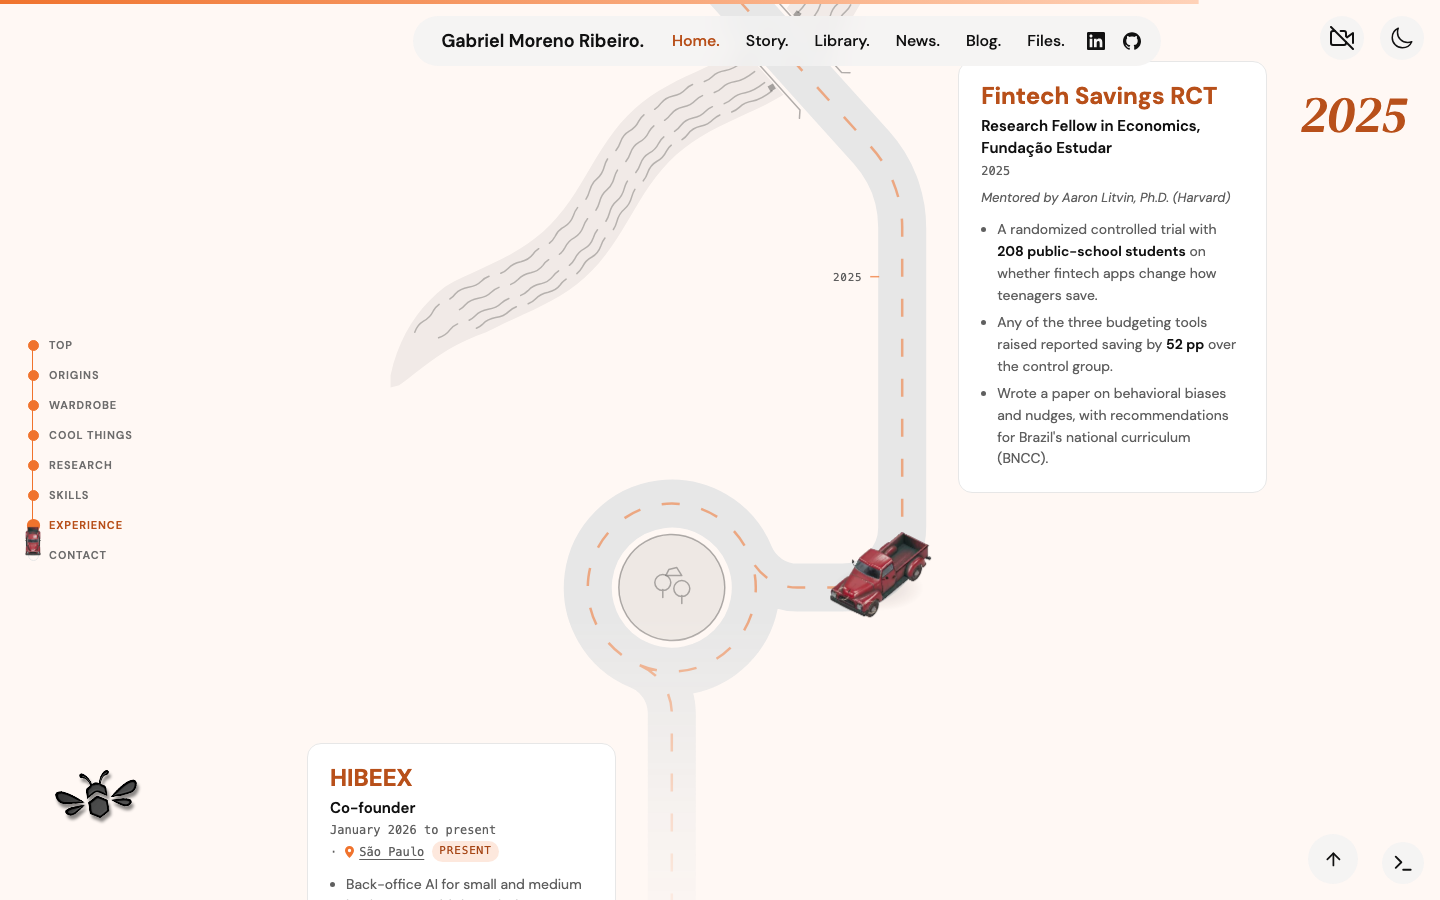 Gabriel Moreno Ribeiro.
Home.
Story.
Library.
News.
Blog.
Files.
2025
Fintech Savings RCT
Research Fellow in Economics,
Fundação Estudar
2025
Mentored by Aaron Litvin, Ph.D. (Harvard)
A randomized controlled trial with
208 public-school students on
whether fintech apps change how
teenagers save.
Any of the three budgeting tools
raised reported saving by 52 pp over
the control group.
Wrote a paper on behavioral biases
and nudges, with recommendations
for Brazil's national curriculum
(BNCC).
2025
TOP
ORIGINS
WARDROBE
COOL THINGS
RESEARCH
SKILLS
EXPERIENCE
CONTACT
HIBEEX
Co-founder
January 2026 to present
· São Paulo PRESENT
Back-office AI for small and medium